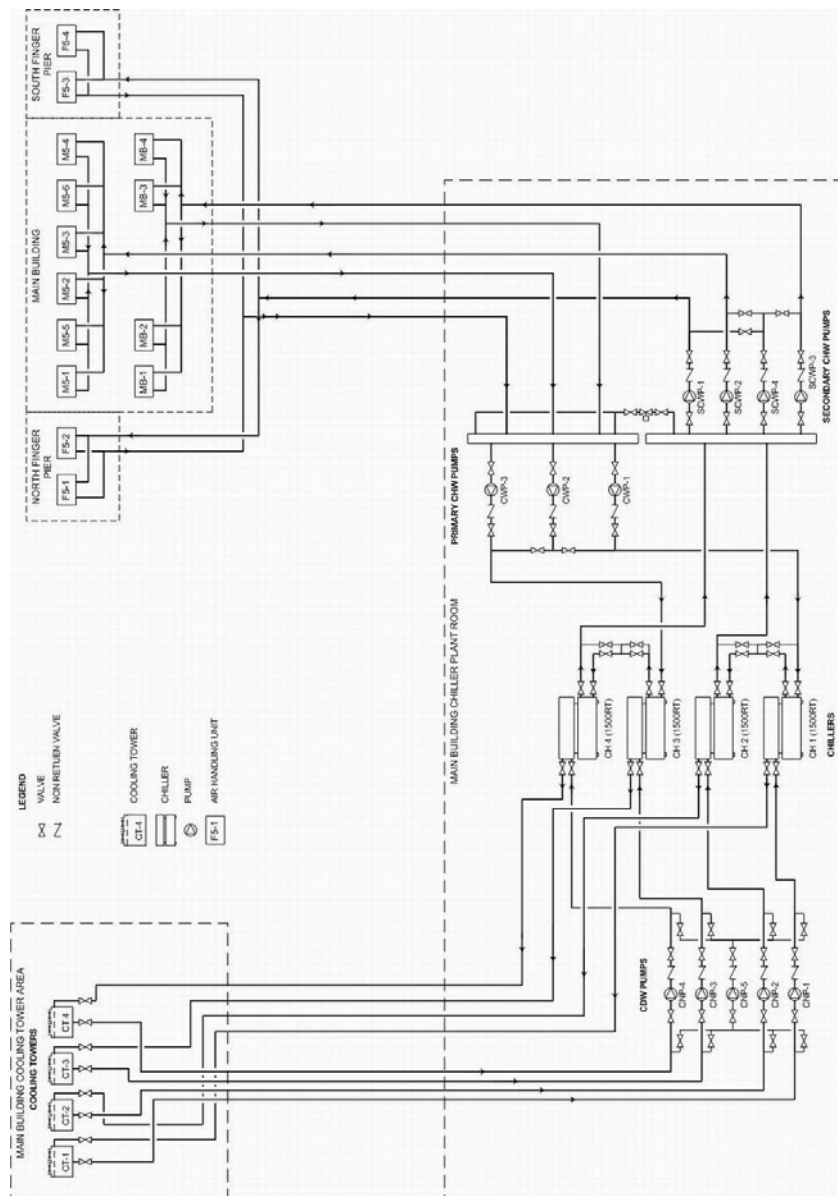 SOUTH FINGER
PIER
F5-4
F5-3
MAIN BUILDING
M5-4
M5-6
M5-3
M5-2
M5-5
M5-1
MB-4
MB-3
MB-2
MB-1
NORTH FINGER
PIER
F5-2
F5-1
LEGEND
VALVE
NON RETUEN VALVE
CT-4
COOLING TOWER
CHILLER
PUMP
F5-1
AIR HANDLING UNIT
MAIN BUILDING COOLING TOWER AREA
COOLING TOWERS
CT 4
CT-3
CT-2
CT-1
MAIN BUILDING CHILLER PLANT ROOM
PRIMARY CHW PUMPS
CWP-3
CWP-2
CWP-1
SCWP-1
SCWP-2
SCWP-4
SCWP-3
SECONDARY CHW PUMPS
CH 4 (1500RT)
CH 3 (1500RT)
CH 2 (1500RT)
CH 1 (1500RT)
CHILLERS
CDW PUMPS
CNP-4
CNP-3
CNP-5
CNP-2
CNP-1